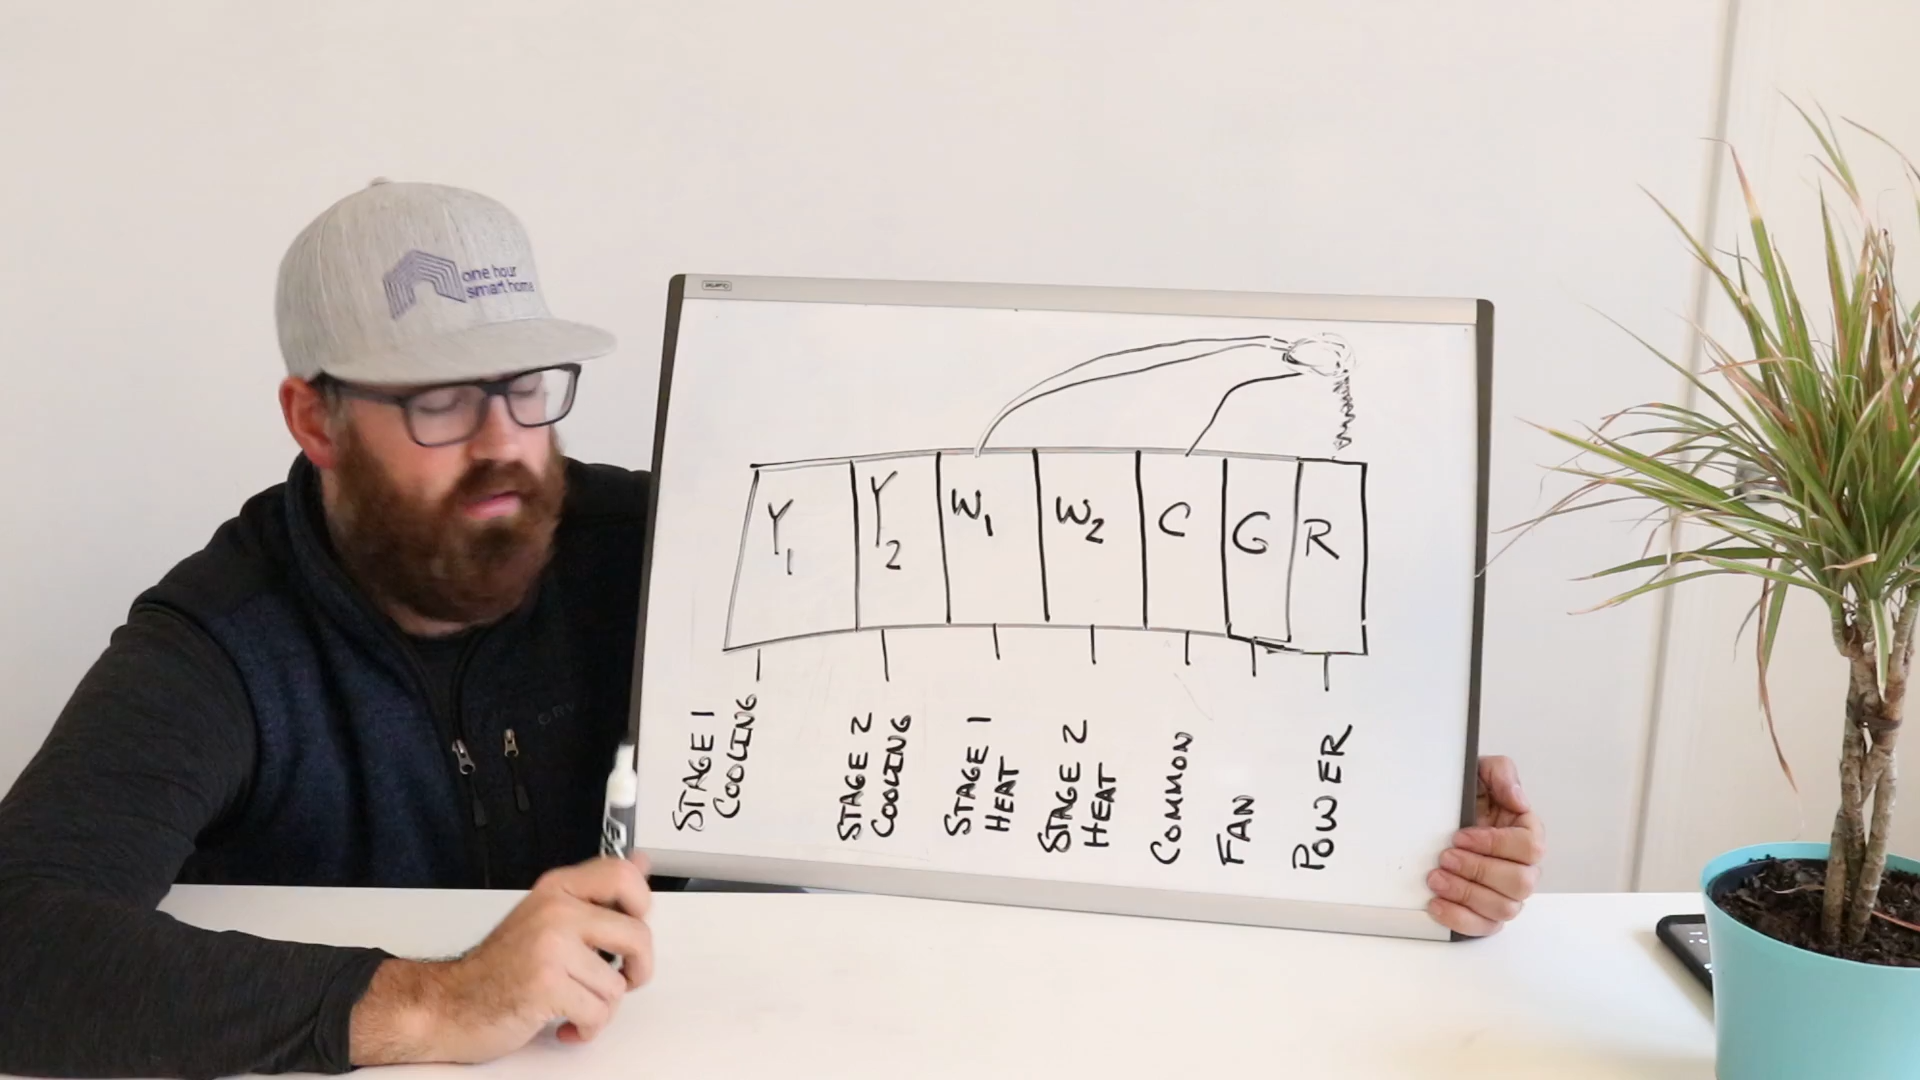 one hour
smart home
Y1
Y2
W1
W2
C
G
R
STAGE 1
COOLING
STAGE 2
COOLING
STAGE 1
HEAT
STAGE 2
HEAT
COMMON
FAN
POWER